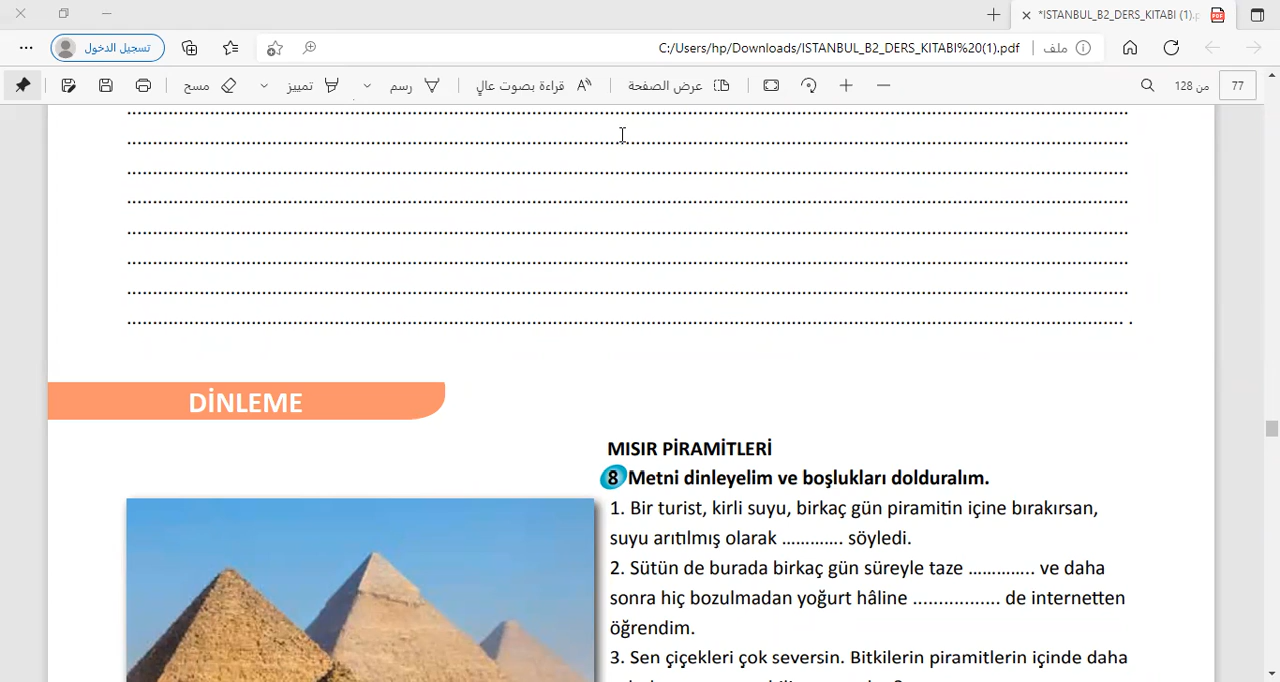 *ISTANBUL_B2_DERS_KITABI (1).p
تسجيل الدخول
C:/Users/hp/Downloads/ISTANBUL_B2_DERS_KITABI%20(1).pdf
ملف
مسح
تمييز
رسم
قراءة بصوت عالٍ
عرض الصفحة
من 128
77
DİNLEME
MISIR PİRAMİTLERİ
8 Metni dinleyelim ve boşlukları dolduralım.
1. Bir turist, kirli suyu, birkaç gün piramitin içine bırakırsan,
suyu arıtılmış olarak ............. söyledi.
2. Sütün de burada birkaç gün süreyle taze .............. ve daha
sonra hiç bozulmadan yoğurt hâline ................. de internetten
öğrendim.
3. Sen çiçekleri çok seversin. Bitkilerin piramitlerin içinde daha